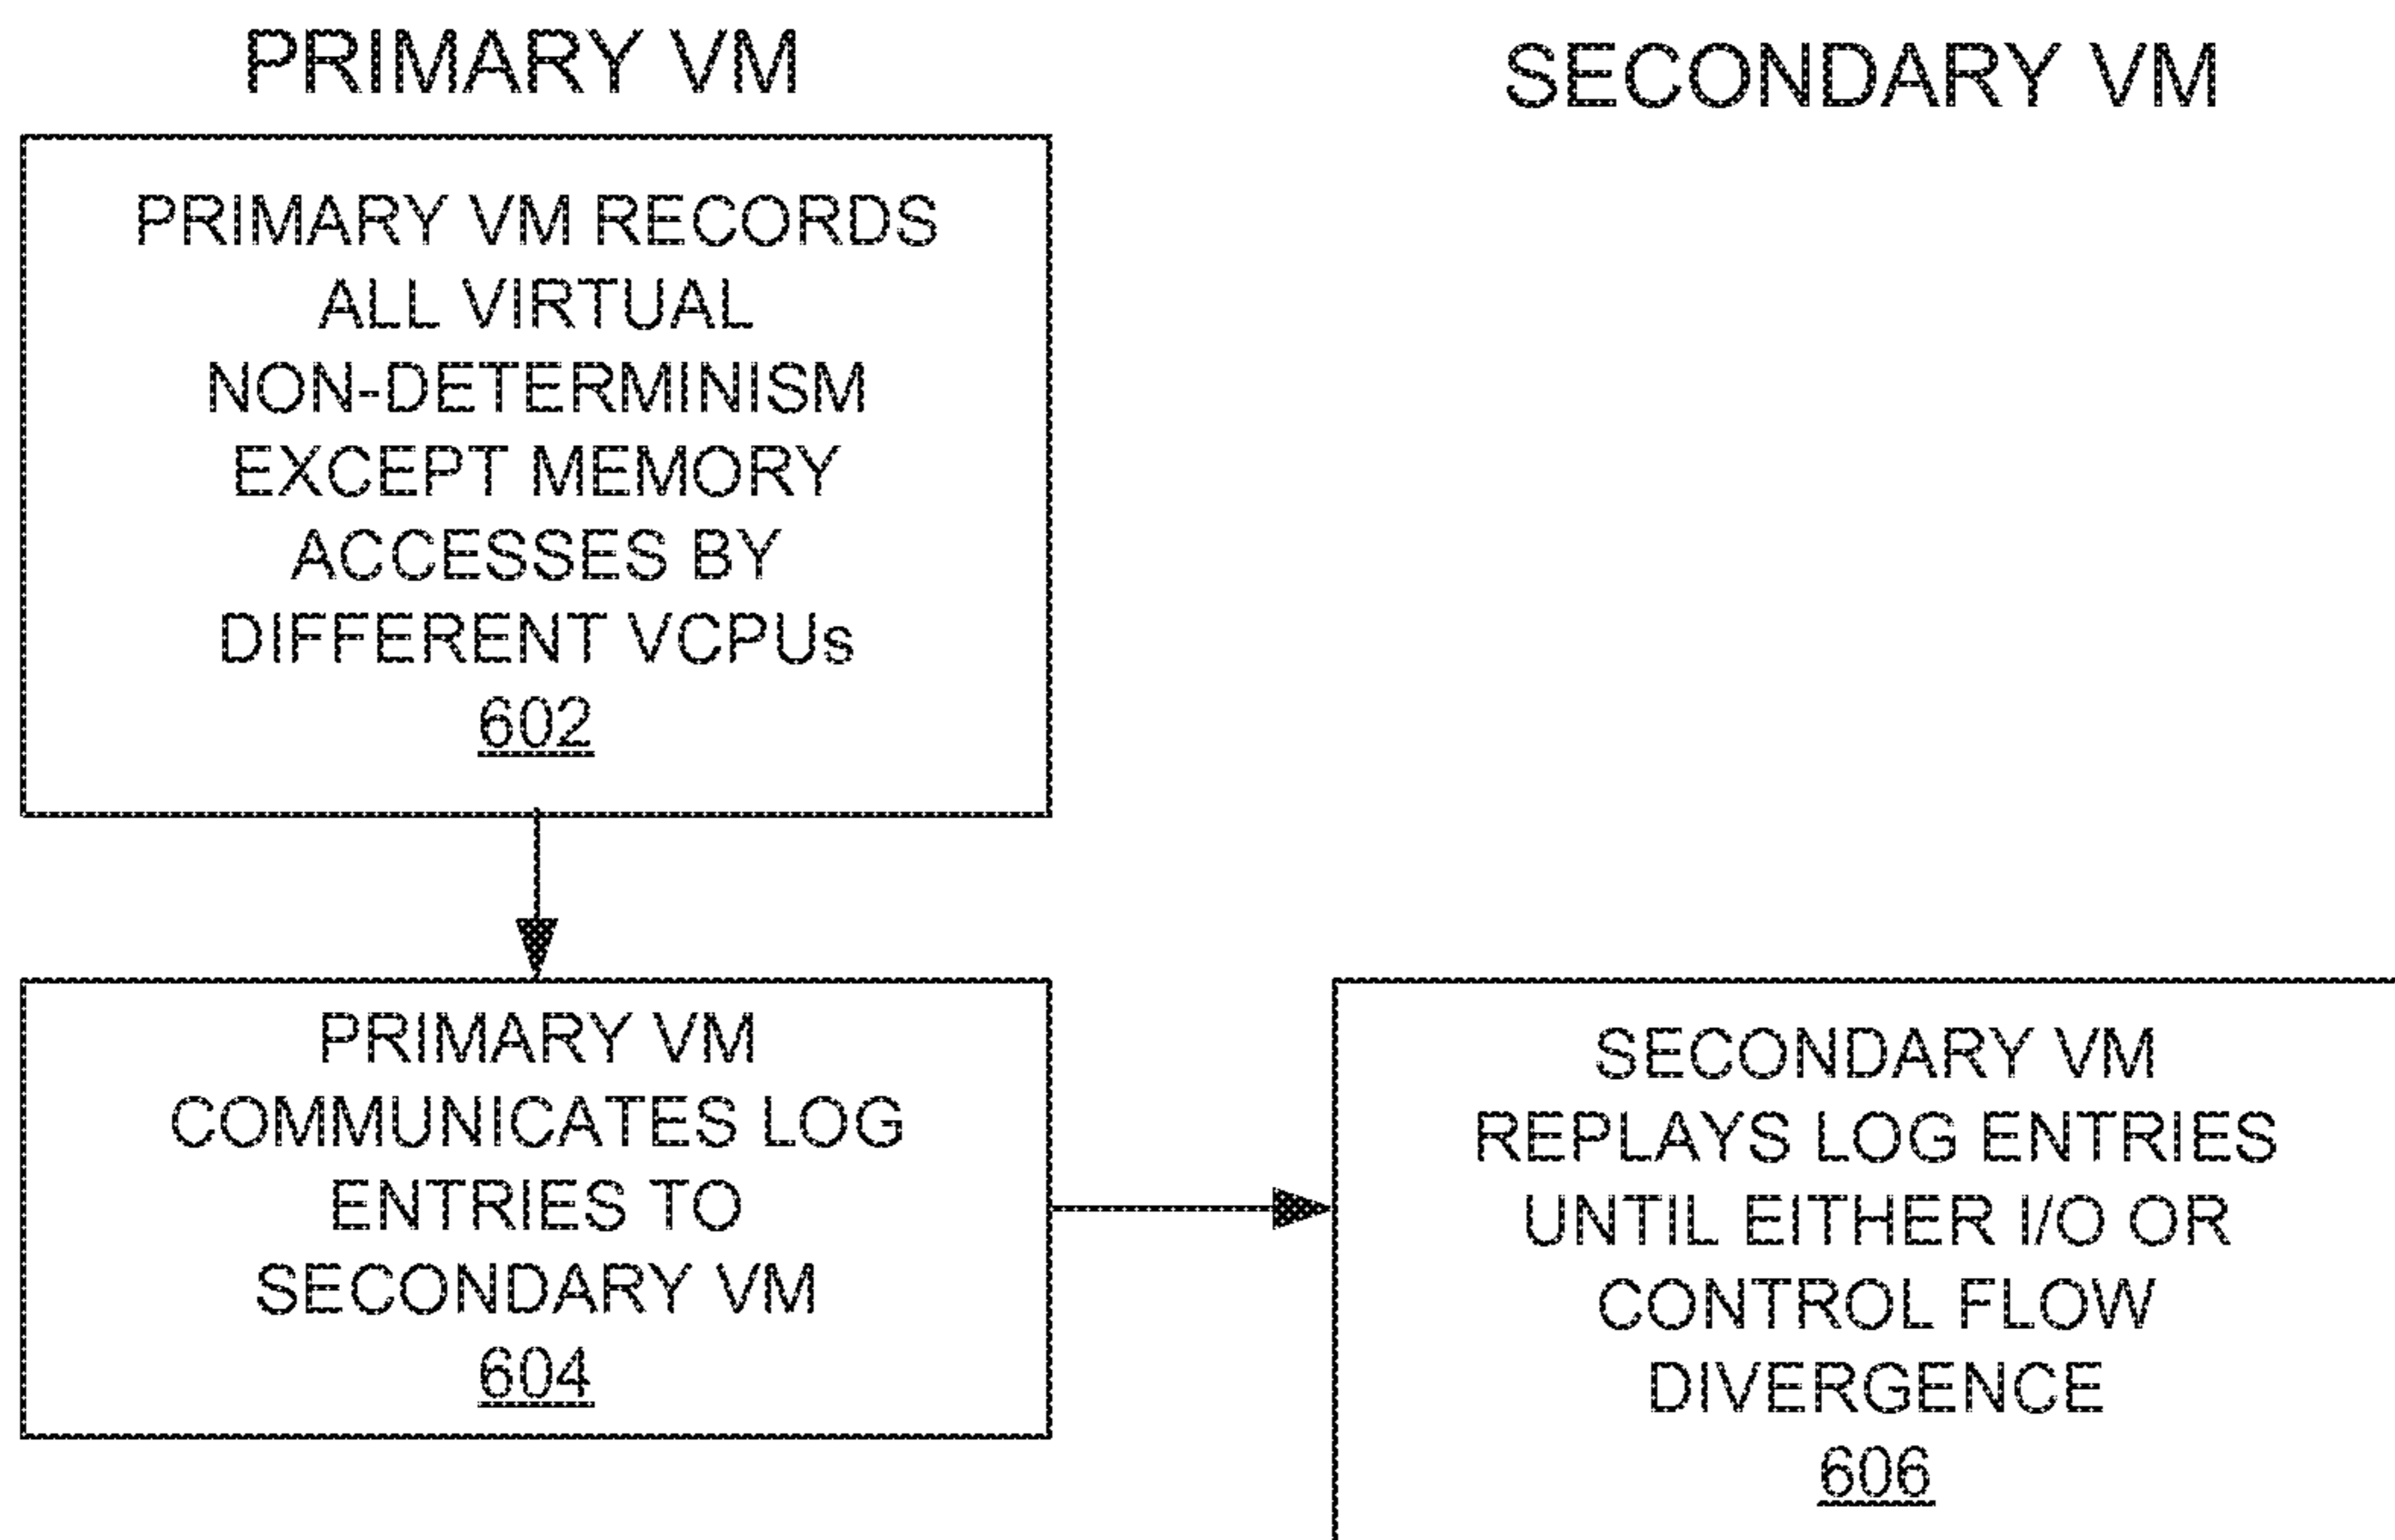 PRIMARY VM
SECONDARY VM
PRIMARY VM RECORDS
ALL VIRTUAL
NON-DETERMINISM
EXCEPT MEMORY
ACCESSES BY
DIFFERENT VCPUs
602
PRIMARY VM
COMMUNICATES LOG
ENTRIES TO
SECONDARY VM
604
SECONDARY VM
REPLAYS LOG ENTRIES
UNTIL EITHER I/O OR
CONTROL FLOW
DIVERGENCE
606